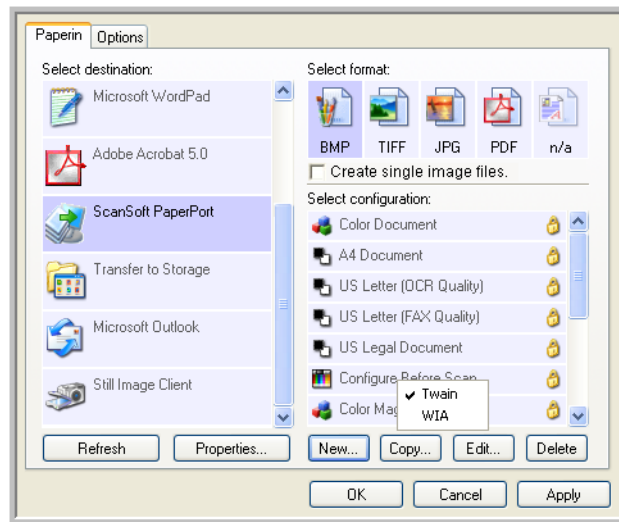 Paperin Options
Select destination:
Microsoft WordPad
Adobe Acrobat 5.0
ScanSoft PaperPort
Transfer to Storage
Microsoft Outlook
Still Image Client
Refresh Properties...
Select format:
BMP TIFF JPG PDF n/a
Create single image files.
Select configuration:
Color Document
A4 Document
US Letter (OCR Quality)
US Letter (FAX Quality)
US Legal Document
Configure Before Scan
Color Mag
Twain
WIA
New... Copy... Edit... Delete
OK Cancel Apply